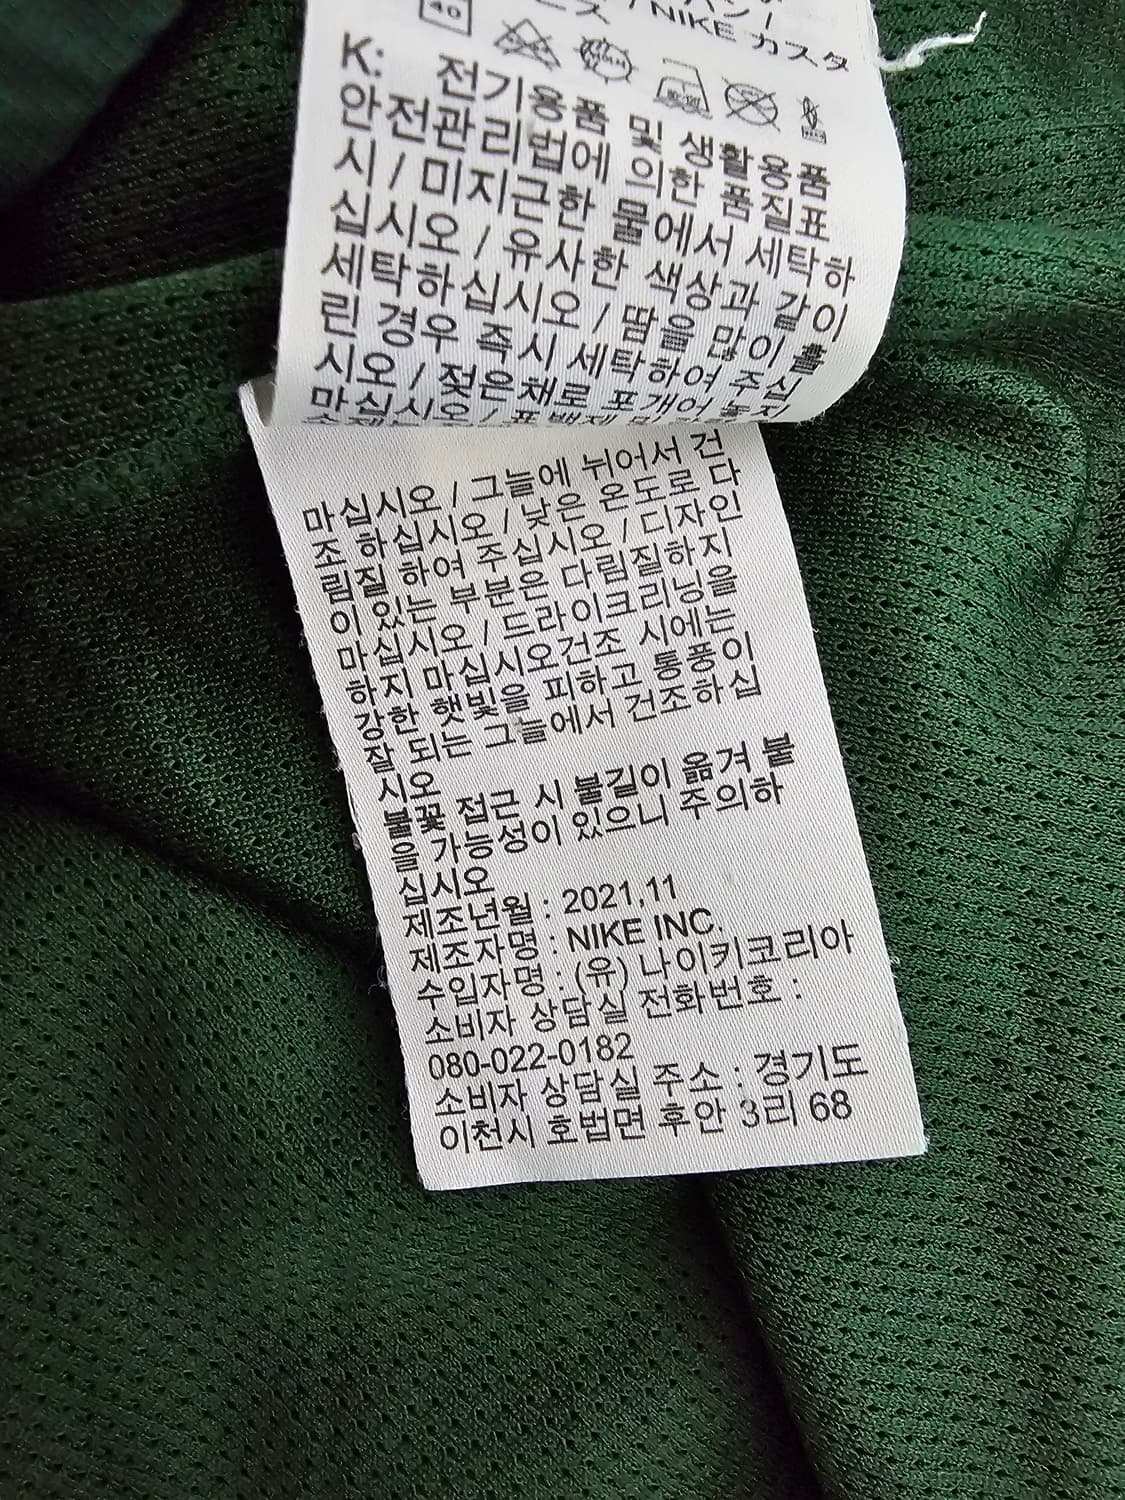 NIKE カスタ
40
K: 전기용품 및 생활용품
안전관리법에 의한 품질표
시 / 미지근한 물에서 세탁하
십시오 / 유사한 색상과 같이
세탁하십시오 / 땀을 많이 흘
린 경우 즉시 세탁하여 주십
시오 / 젖은채로 포개어 놓지
마십시오 / 표백제
마십시오 / 그늘에 뉘어서 건
조 하십시오 / 낮은 온도로 다
림질 하여 주십시오 / 디자인
이 있는 부분은 다림질하지
마십시오 / 드라이크리닝을
하지 마십시오건조 시에는
강한 햇빛을 피하고 통풍이
잘 되는 그늘에서 건조하십
시오
불꽃 접근 시 불길이 옮겨 붙
을 가능성이 있으니 주의하
십시오
제조년월 : 2021,11
제조자명 : NIKE INC.
수입자명 : (유) 나이키코리아
소비자 상담실 전화번호 :
080-022-0182
소비자 상담실 주소 : 경기도
이천시 호법면 후안 3리 68